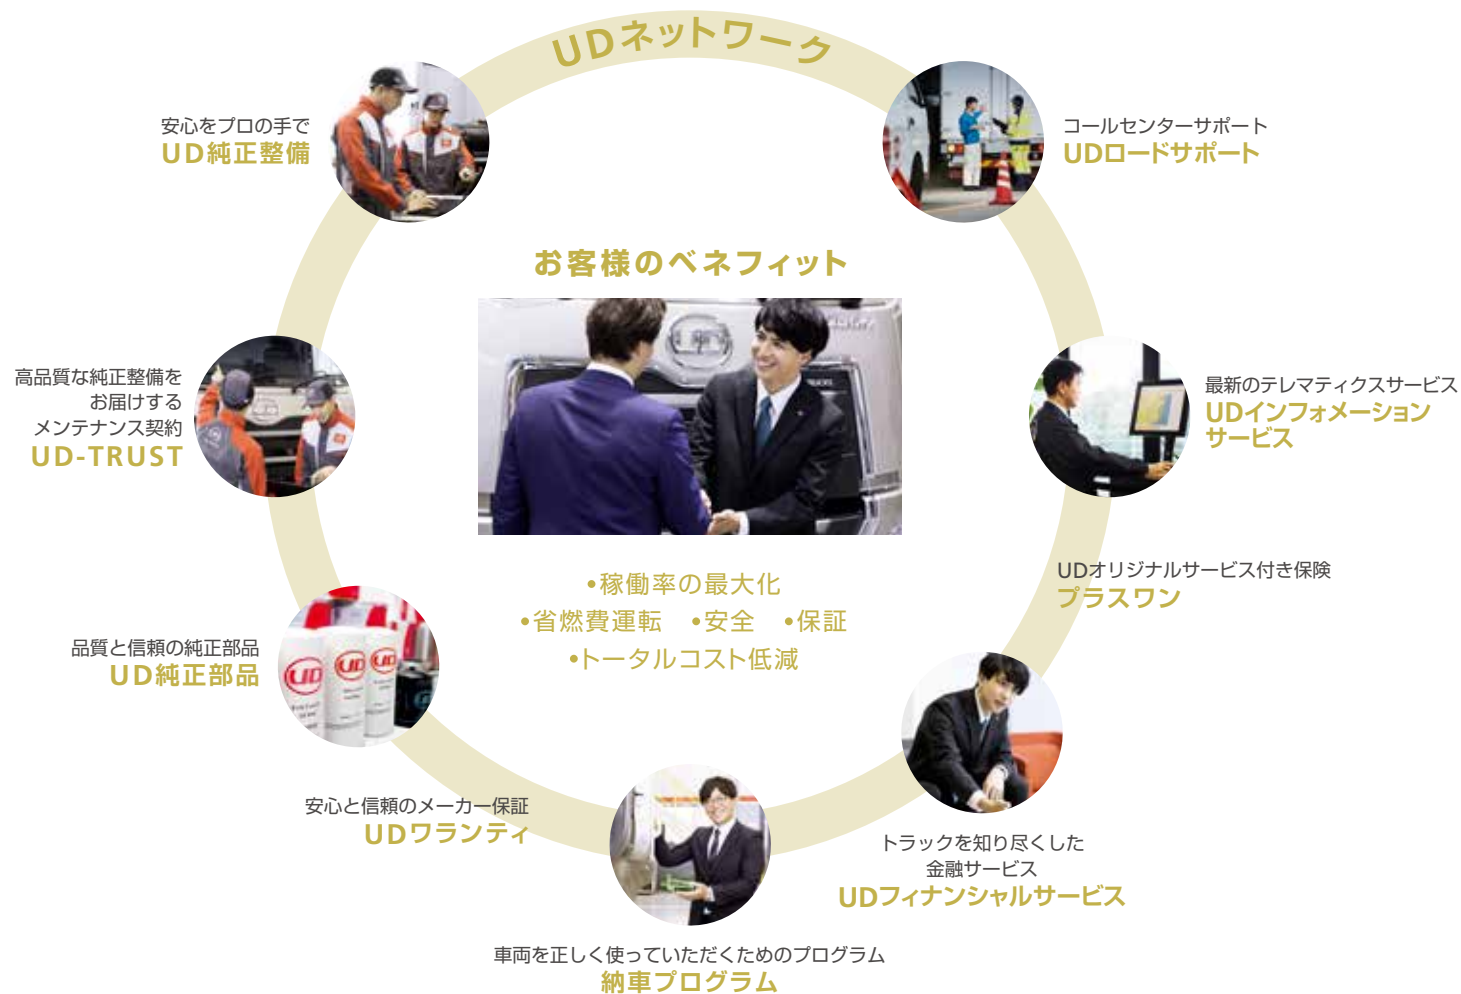 UDネットワーク
安心をプロの手で
UD純正整備
コールセンターサポート
UDロードサポート
お客様のベネフィット
高品質な純正整備を
お届けする
メンテナンス契約
UD-TRUST
最新のテレマティクスサービス
UDインフォメーション
サービス
•稼働率の最大化
•省燃費運転 •安全 •保証
•トータルコスト低減
UDオリジナルサービス付き保険
プラスワン
品質と信頼の純正部品
UD純正部品
UD
UD
UD
安心と信頼のメーカー保証
UDワランティ
トラックを知り尽くした
金融サービス
UDフィナンシャルサービス
車両を正しく使っていただくためのプログラム
納車プログラム